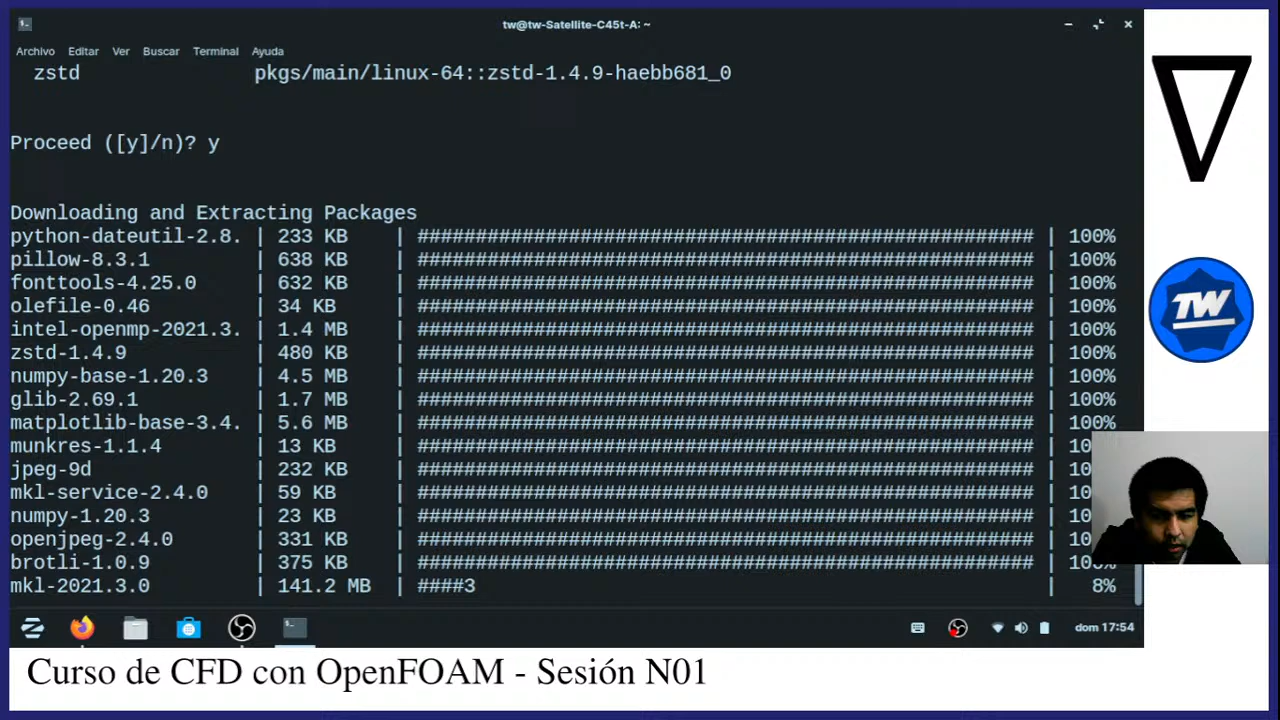 tw@tw-Satellite-C45t-A: ~
Archivo Editar Ver Buscar Terminal Ayuda
zstd pkgs/main/linux-64::zstd-1.4.9-haebb681_0
Proceed ([y]/n)? y
Downloading and Extracting Packages
python-dateutil-2.8. | 233 KB | ##################################################### | 100%
pillow-8.3.1 | 638 KB | ##################################################### | 100%
fonttools-4.25.0 | 632 KB | ##################################################### | 100%
olefile-0.46 | 34 KB | ##################################################### | 100%
intel-openmp-2021.3. | 1.4 MB | ##################################################### | 100%
zstd-1.4.9 | 480 KB | ##################################################### | 100%
numpy-base-1.20.3 | 4.5 MB | ##################################################### | 100%
glib-2.69.1 | 1.7 MB | ##################################################### | 100%
matplotlib-base-3.4. | 5.6 MB | ##################################################### | 100%
munkres-1.1.4 | 13 KB | ##################################################### | 10
jpeg-9d | 232 KB | ##################################################### | 10
mkl-service-2.4.0 | 59 KB | ##################################################### | 10
numpy-1.20.3 | 23 KB | ##################################################### | 10
openjpeg-2.4.0 | 331 KB | ##################################################### | 10
brotli-1.0.9 | 375 KB | ##################################################### | 100%
mkl-2021.3.0 | 141.2 MB | ####3 | 8%
dom 17:54
TW
Curso de CFD con OpenFOAM - Sesión N01